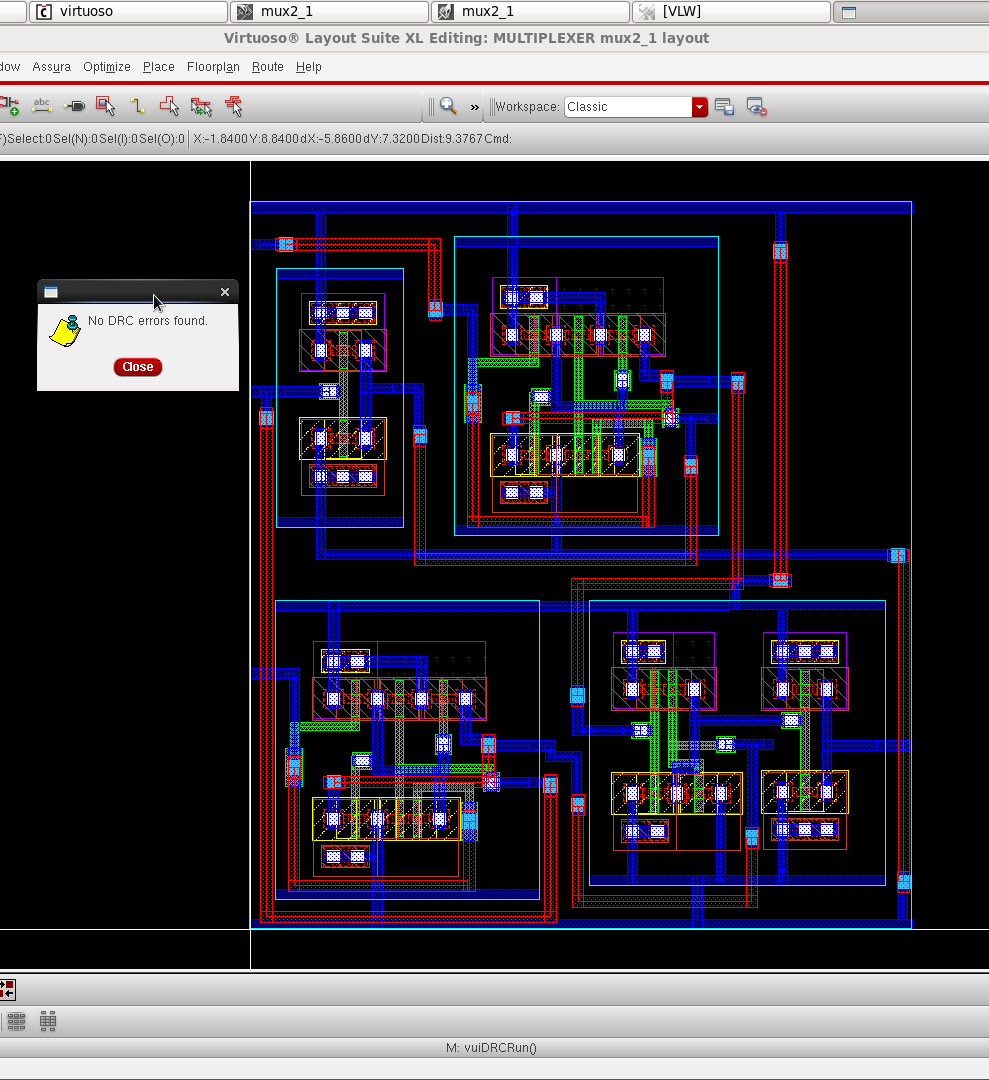 virtuoso mux2_1 mux2_1 [VLW]
Virtuoso® Layout Suite XL Editing: MULTIPLEXER mux2_1 layout
dow Assura Optimize Place Floorplan Route Help
abc » Workspace: Classic
F)Select:0 Sel(N):0 Sel(I):0 Sel(O):0 X:-1.8400 Y:8.8400 dX:-5.8600 dY:7.3200 Dist:9.3767 Cmd:
No DRC errors found.
Close
M: vuiDRCRun()